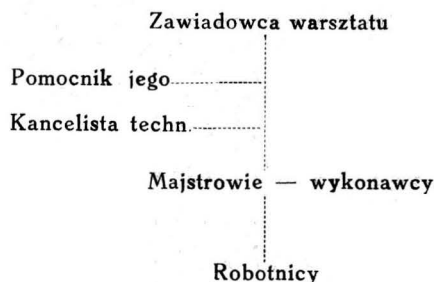 Zawiadowca warsztatu
Pomocnik jego
Kancelista techn.
Majstrowie — wykonawcy
Robotnicy